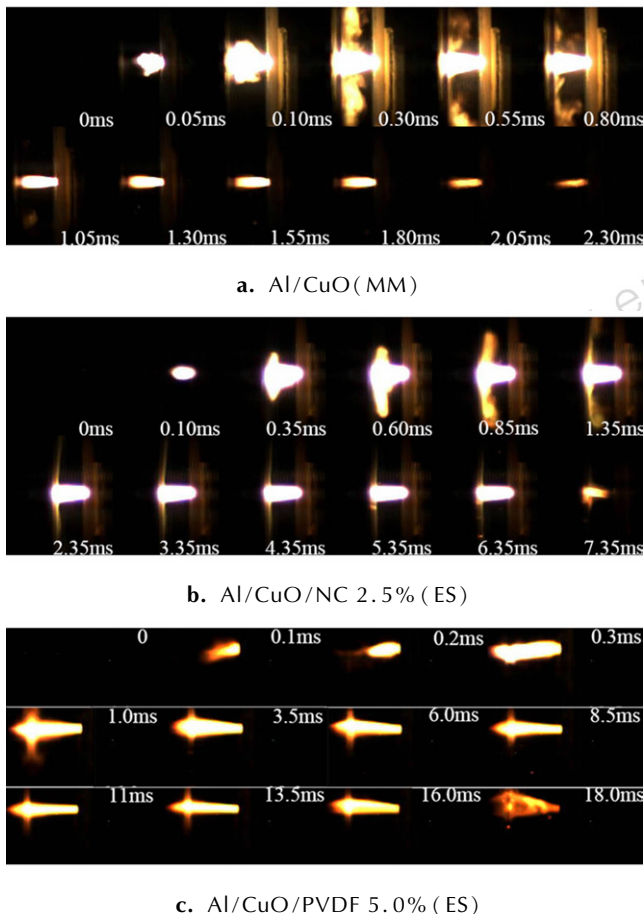 0ms 0.05ms 0.10ms 0.30ms 0.55ms 0.80ms
1.05ms 1.30ms 1.55ms 1.80ms 2.05ms 2.30ms
a. Al/CuO(MM)
0ms 0.10ms 0.35ms 0.60ms 0.85ms 1.35ms
2.35ms 3.35ms 4.35ms 5.35ms 6.35ms 7.35ms
b. Al/CuO/NC 2.5%(ES)
0 0.1ms 0.2ms 0.3ms
1.0ms 3.5ms 6.0ms 8.5ms
11ms 13.5ms 16.0ms 18.0ms
c. Al/CuO/PVDF 5.0%(ES)